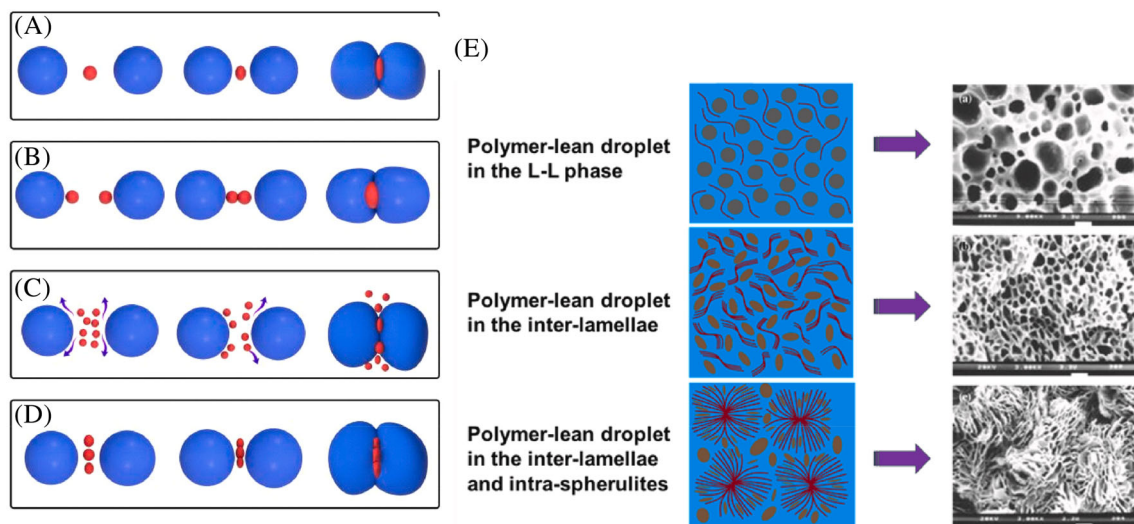 (A)
(B)
(C)
(D)
(E)
Polymer-lean droplet
in the L-L phase
Polymer-lean droplet
in the inter-lamellae
Polymer-lean droplet
in the inter-lamellae
and intra-spherulites
(a)